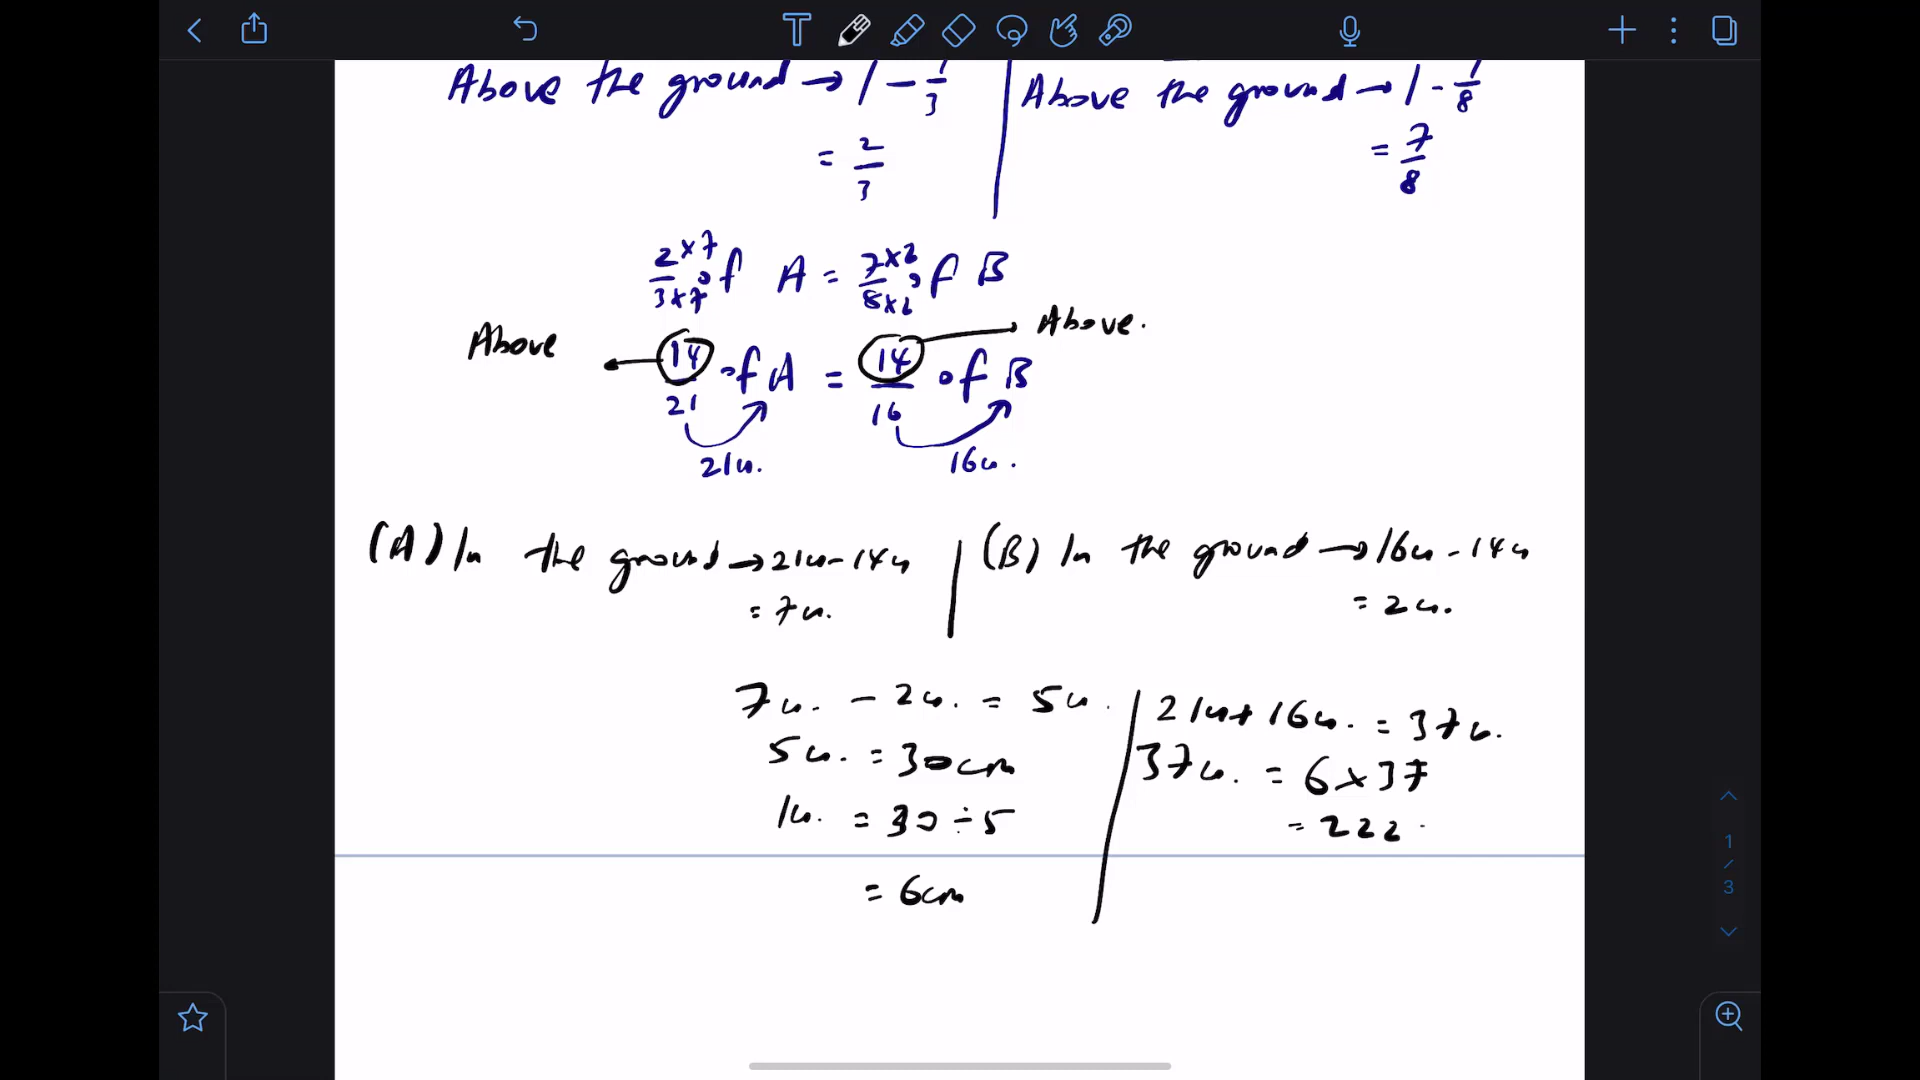 Above the ground → 1 - 1/3
= 2/3
Above the ground → 1 - 1/8
= 7/8
2×7/3×7 of A = 7×2/8×2 of B
Above ← 14/21 of A = 14/16 of B → Above.
21u. 16u.
(A) In the ground → 21u - 14u
= 7u.
(B) In the ground → 16u - 14u
= 2u.
7u. - 2u. = 5u.
5u. = 30cm
1u. = 30 ÷ 5
= 6cm
21u + 16u. = 37u.
37u. = 6 × 37
= 222
1
/
3